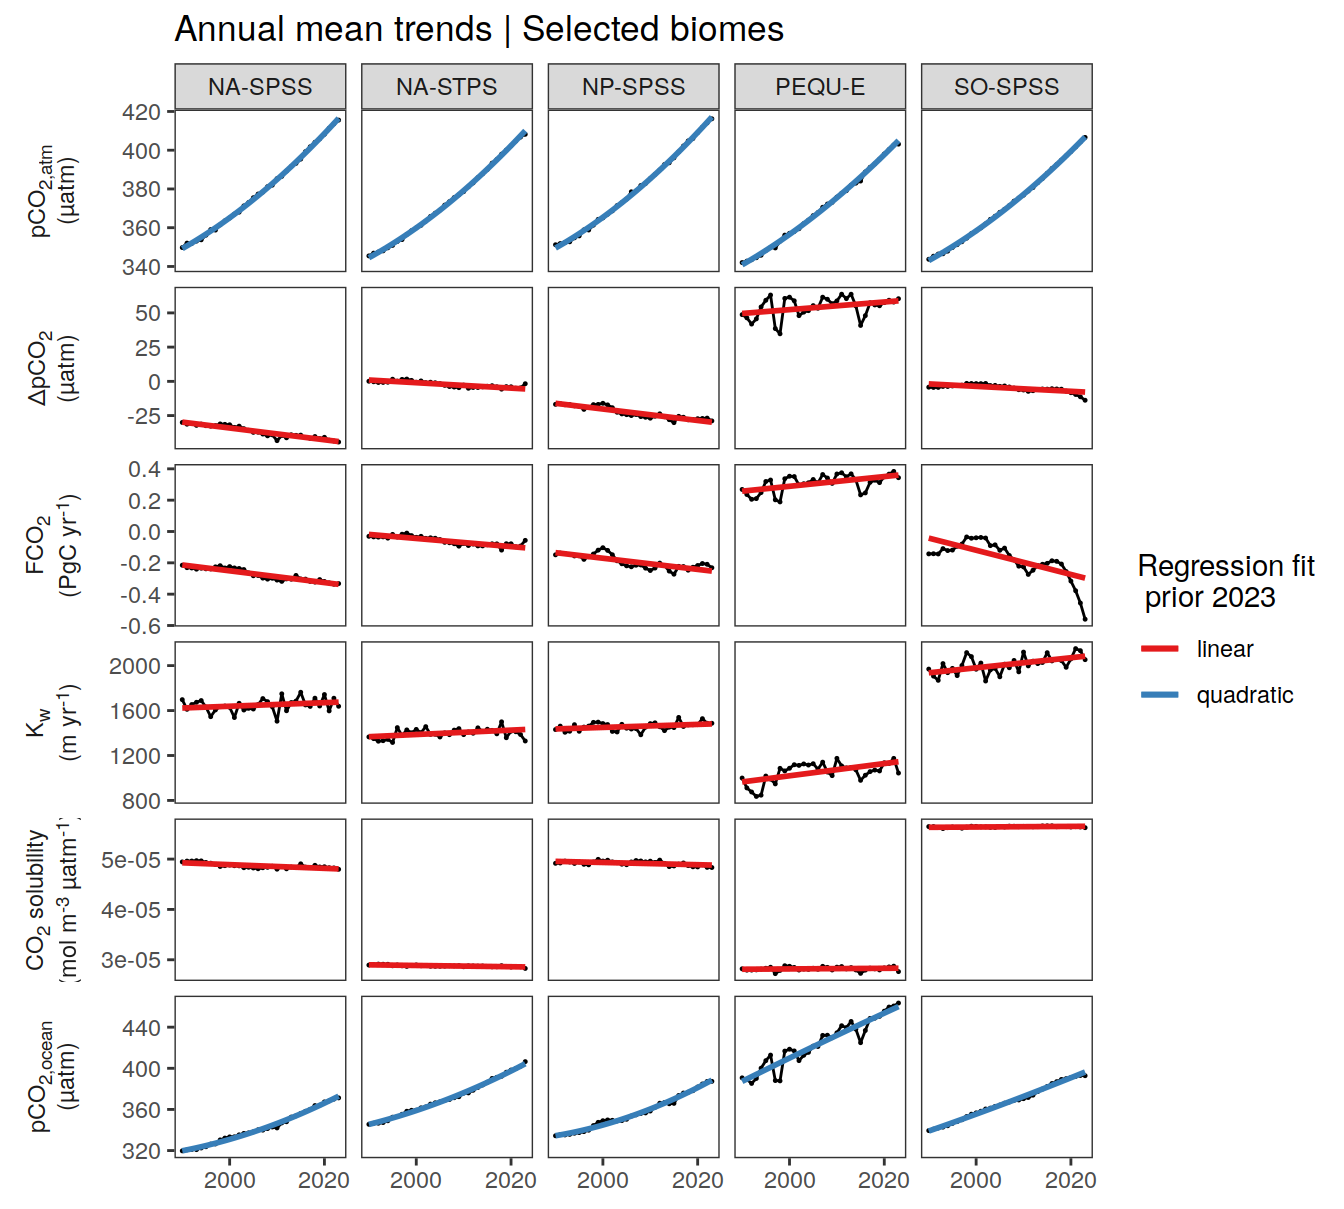 Annual mean trends | Selected biomes
NA-SPSS NA-STPS NP-SPSS PEQU-E SO-SPSS
pCO2,atm
(µatm)
420
400
380
360
340
ΔpCO2
(µatm)
50
25
0
-25
FCO2
(PgC yr-1)
0.4
0.2
0.0
-0.2
-0.4
-0.6
Kw
(m yr-1)
2000
1600
1200
800
CO2 solubility
(mol m-3 µatm-1)
5e-05
4e-05
3e-05
pCO2,ocean
(µatm)
440
400
360
320
2000 2020 2000 2020 2000 2020 2000 2020 2000 2020
Regression fit
prior 2023
linear
quadratic